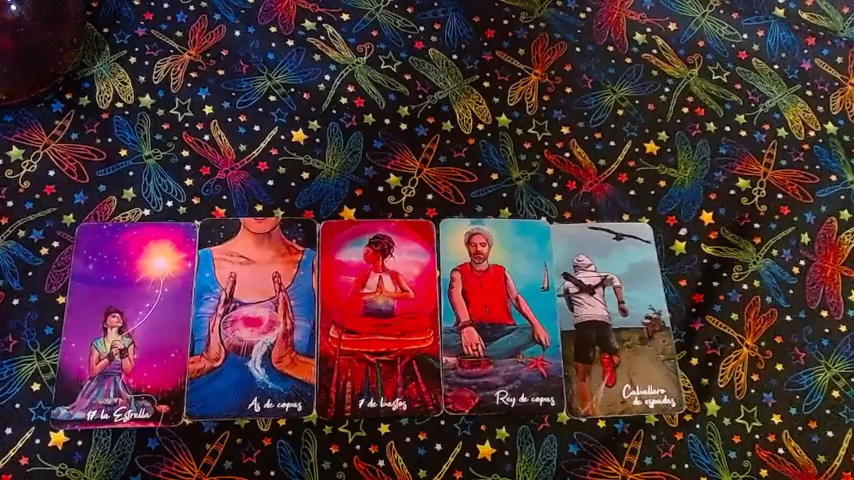 17 la Estrella
As de copas
7 de bastos
Rey de copas
Caballero
de espadas